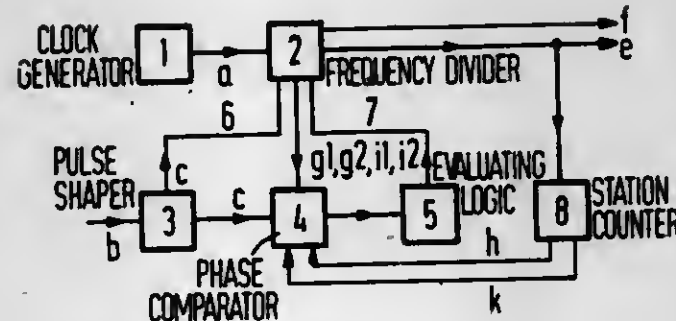 CLOCK
GENERATOR
1
a
2
f
e
FREQUENCY DIVIDER
6
7
PULSE
SHAPER
b
3
c
c
g1,g2,i1,i2
4
PHASE
COMPARATOR
5
EVALUATING
LOGIC
8
STATION
COUNTER
h
k